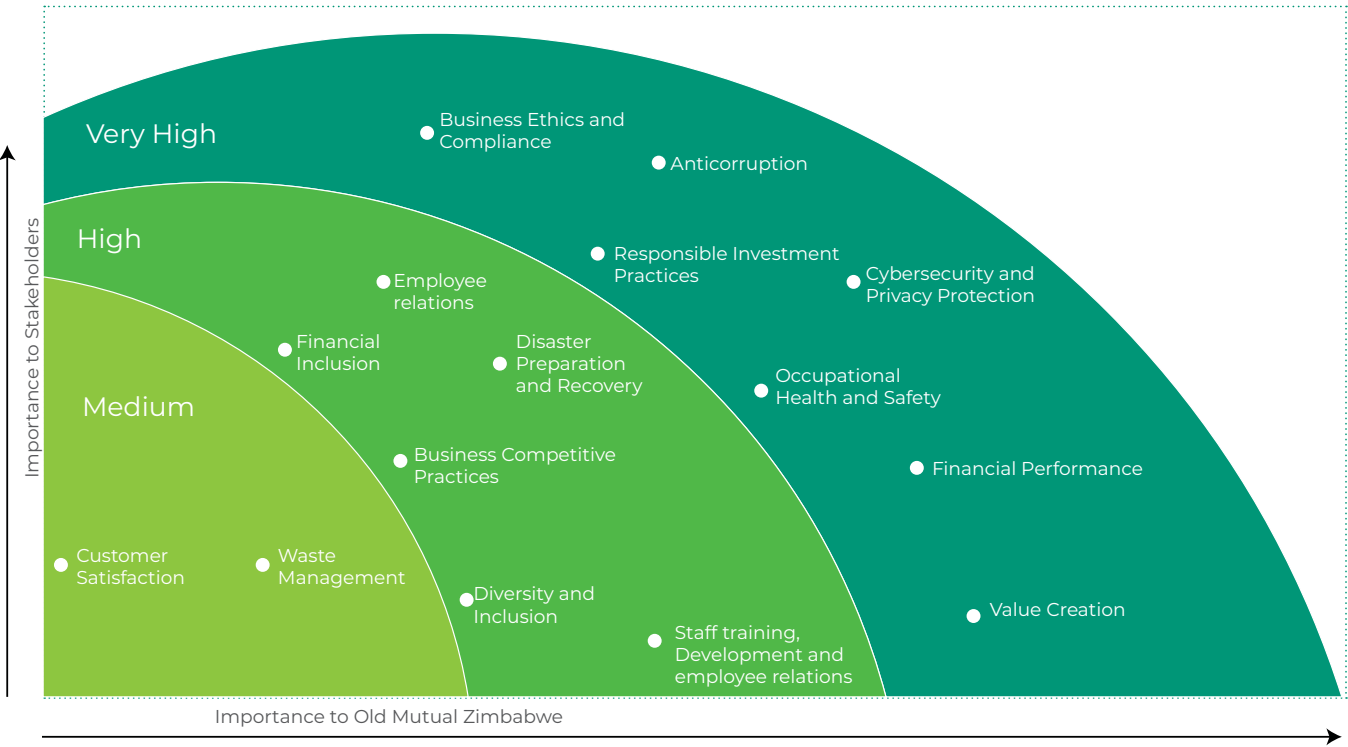 Very High
Business Ethics and
Compliance
Anticorruption
Responsible Investment
Practices
Cybersecurity and
Privacy Protection
Occupational
Health and Safety
Financial Performance
Value Creation
High
Employee
relations
Financial
Inclusion
Disaster
Preparation
and Recovery
Business Competitive
Practices
Diversity and
Inclusion
Staff training,
Development and
employee relations
Medium
Customer
Satisfaction
Waste
Management
Importance to Stakeholders
Importance to Old Mutual Zimbabwe